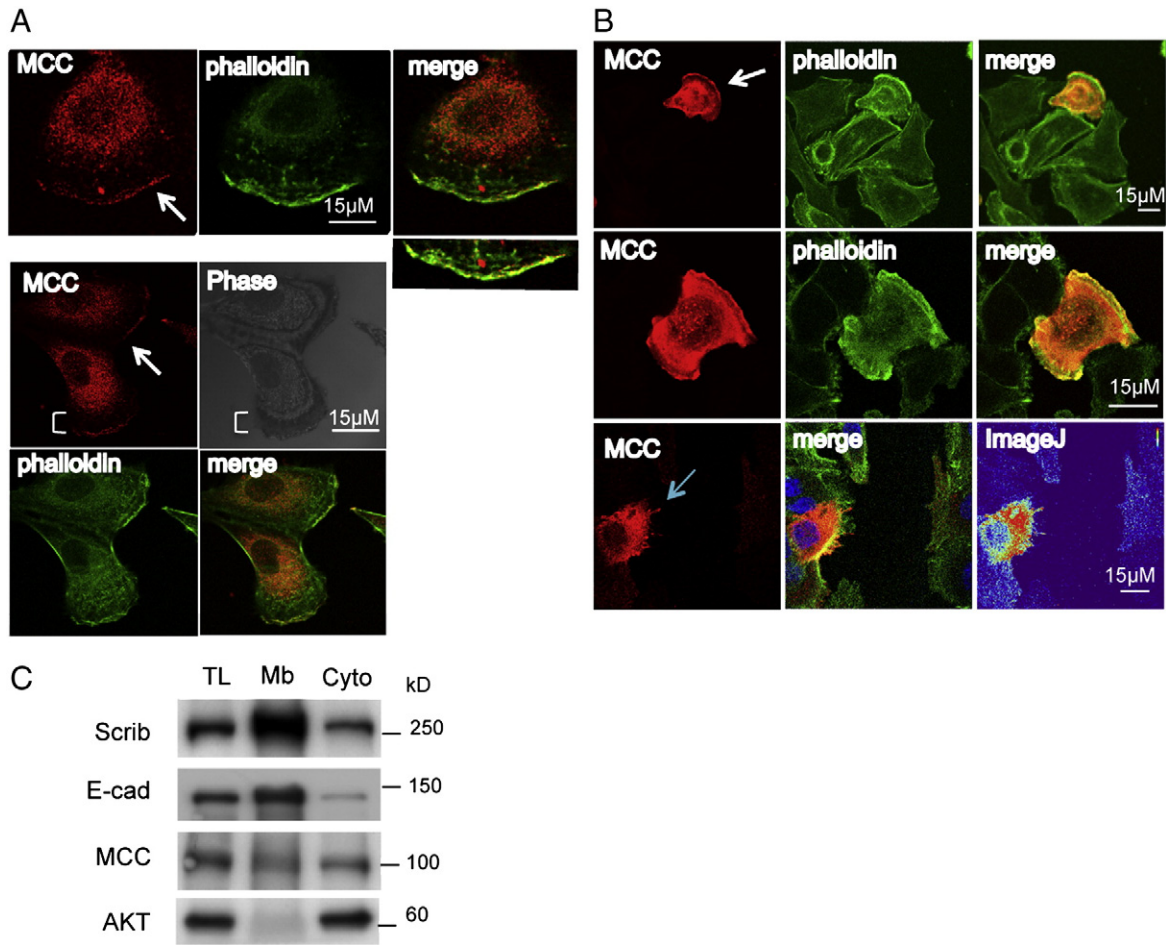 A
MCC
phalloidin
merge
15µM
MCC
Phase
15µM
phalloidin
merge
B
MCC
phalloidin
merge
15µM
MCC
phalloidin
merge
15µM
MCC
merge
ImageJ
15µM
C
TL Mb Cyto kD
Scrib 250
E-cad 150
MCC 100
AKT 60